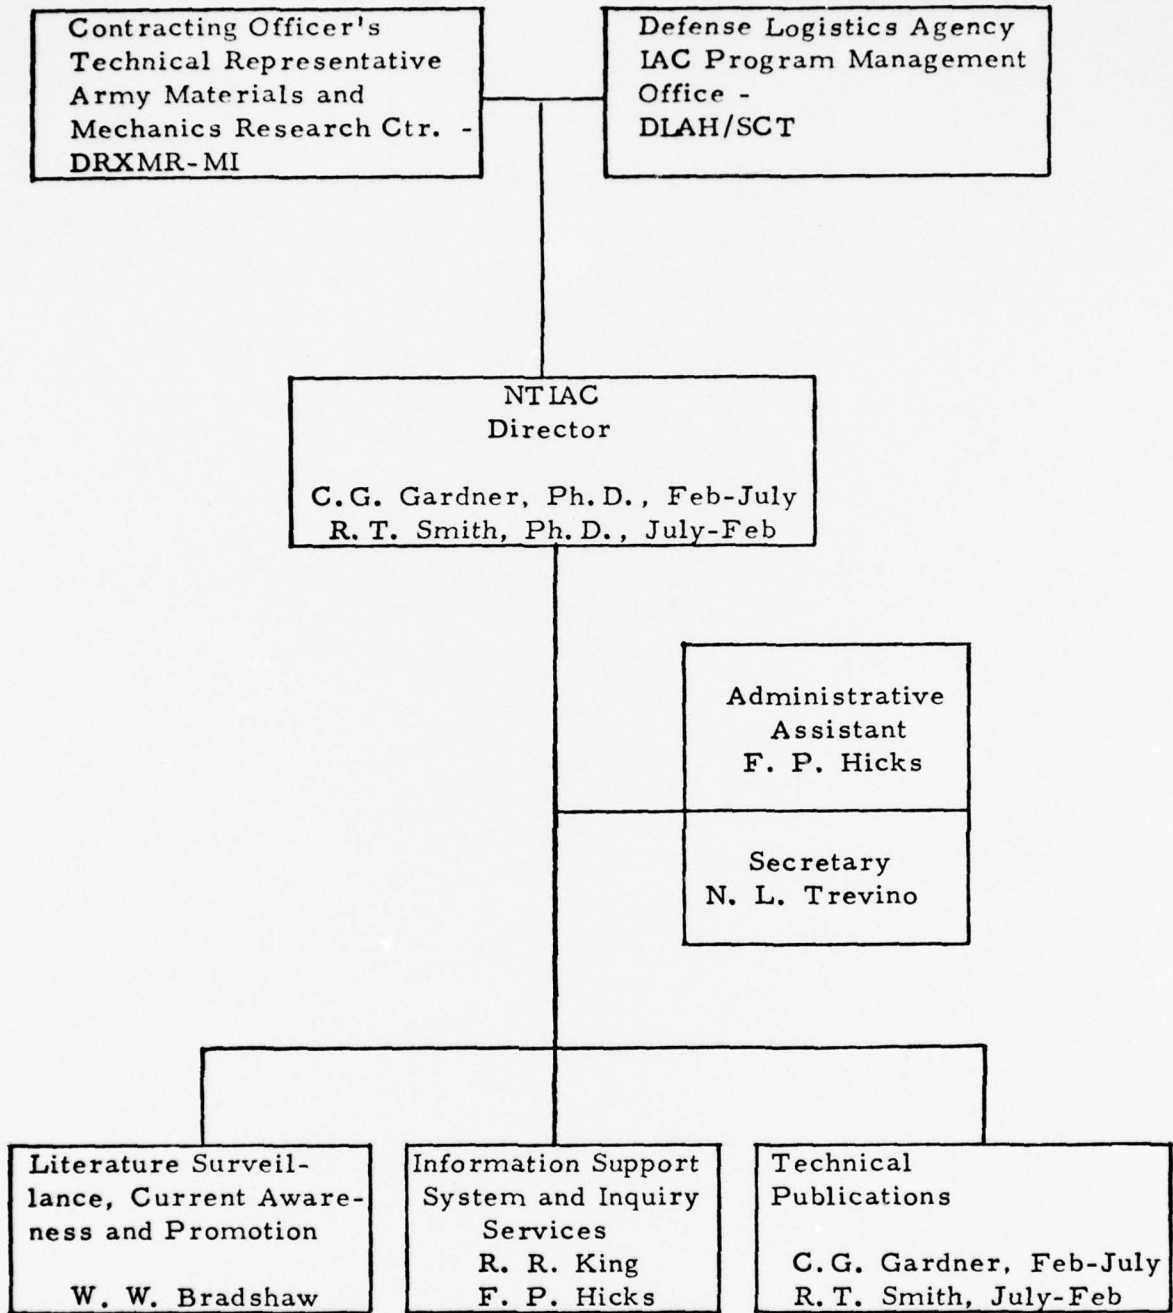 Contracting Officer's
Technical Representative
Army Materials and
Mechanics Research Ctr. -
DRXMR-MI
Defense Logistics Agency
IAC Program Management
Office -
DLAH/SCT
NTIAC
Director
C.G. Gardner, Ph.D., Feb-July
R. T. Smith, Ph.D., July-Feb
Administrative
Assistant
F. P. Hicks
Secretary
N. L. Trevino
Literature Surveil-
lance, Current Aware-
ness and Promotion
W. W. Bradshaw
Information Support
System and Inquiry
Services
R. R. King
F. P. Hicks
Technical
Publications
C.G. Gardner, Feb-July
R. T. Smith, July-Feb